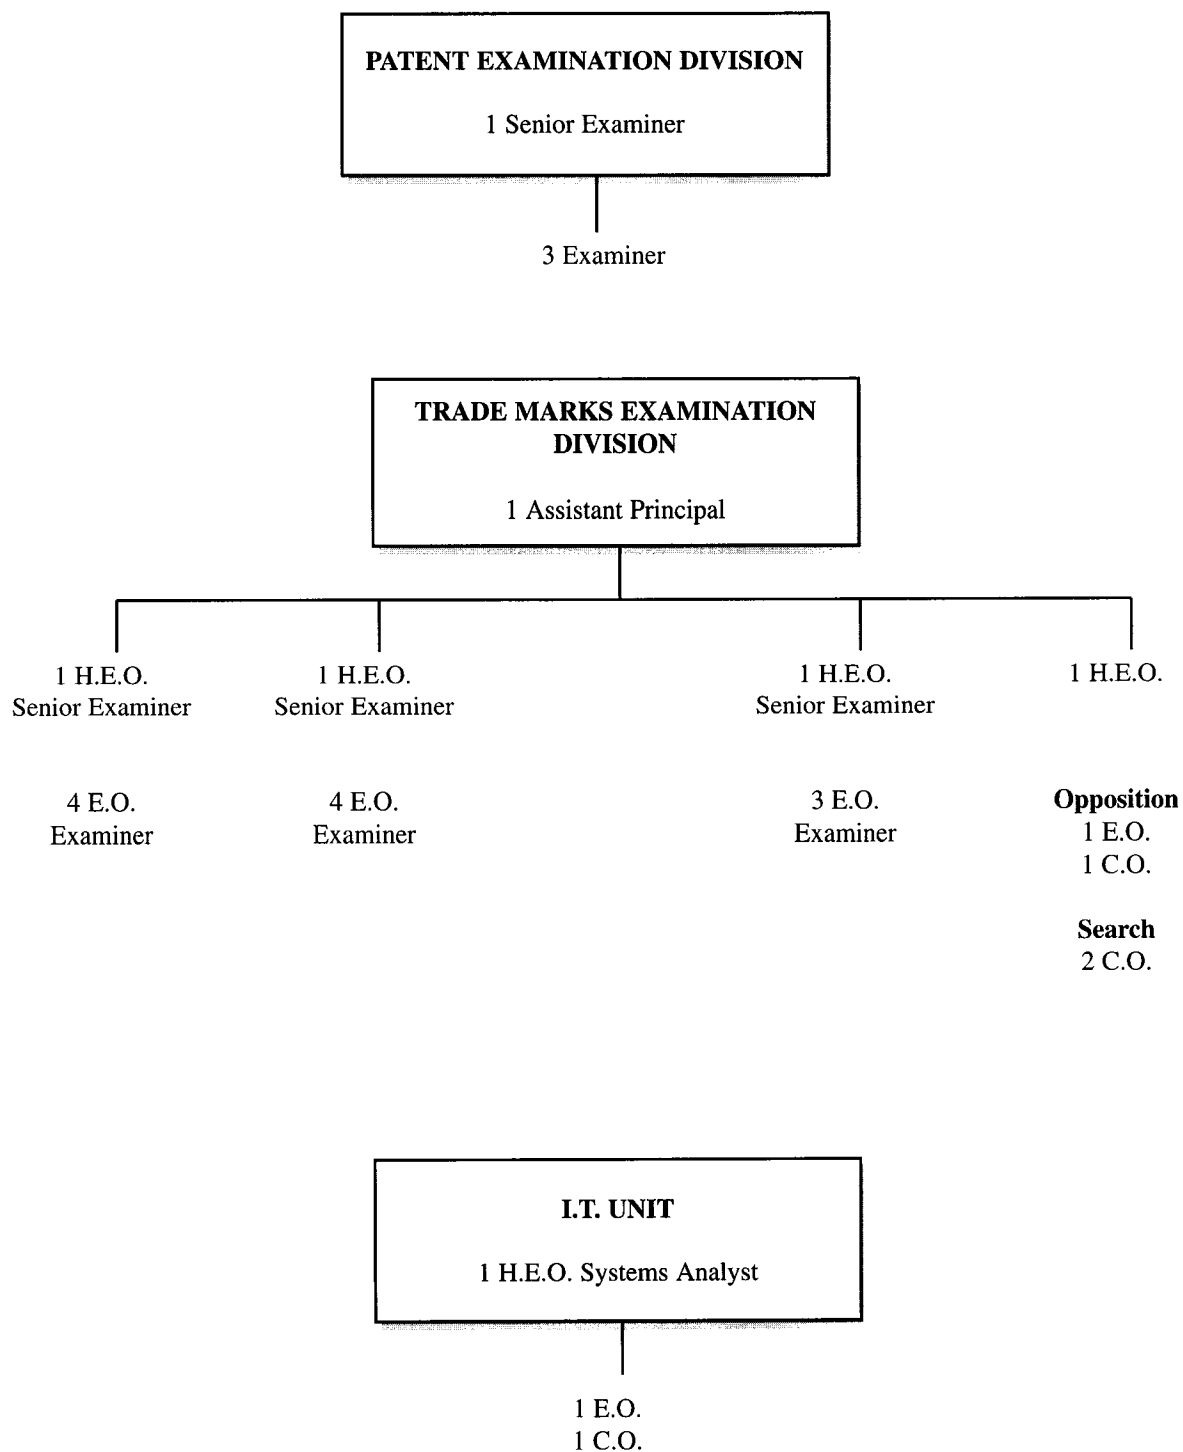 PATENT EXAMINATION DIVISION
1 Senior Examiner
3 Examiner
TRADE MARKS EXAMINATION
DIVISION
1 Assistant Principal
1 H.E.O.
Senior Examiner
4 E.O.
Examiner
1 H.E.O.
Senior Examiner
4 E.O.
Examiner
1 H.E.O.
Senior Examiner
3 E.O.
Examiner
1 H.E.O.
Opposition
1 E.O.
1 C.O.
Search
2 C.O.
I.T. UNIT
1 H.E.O. Systems Analyst
1 E.O.
1 C.O.